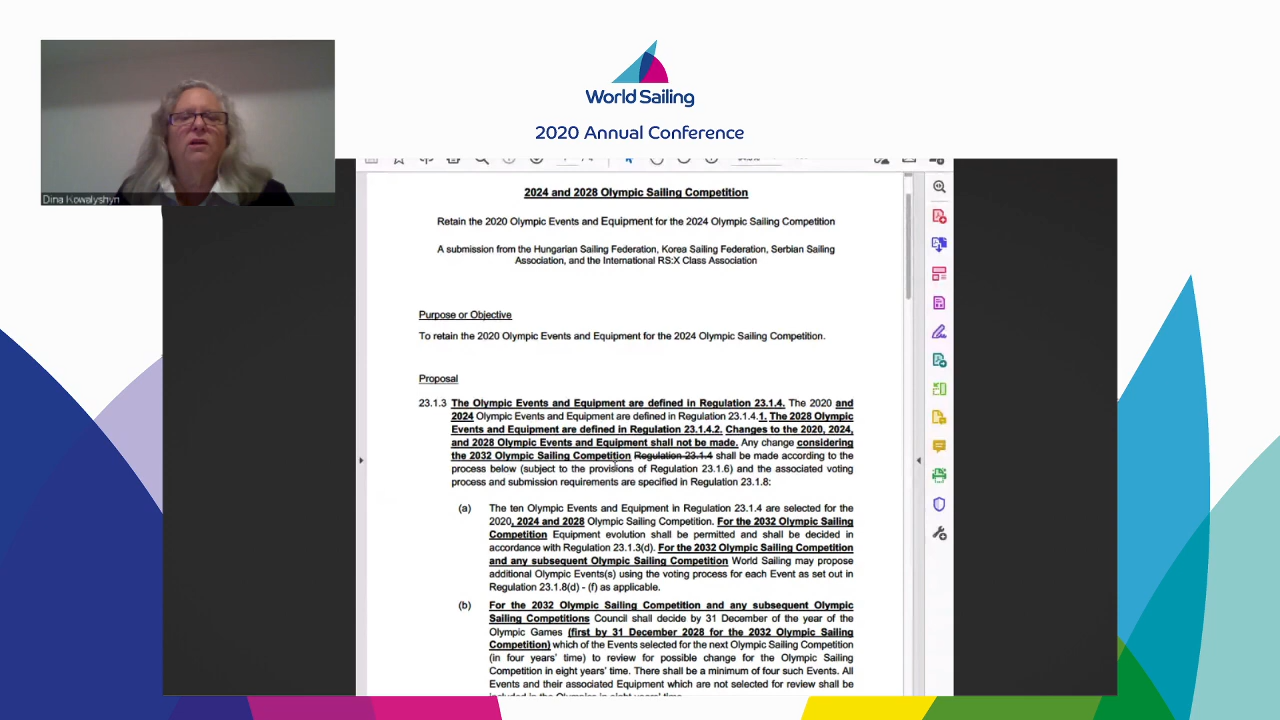 World Sailing
2020 Annual Conference
Dina Kowalyshyn
2024 and 2028 Olympic Sailing Competition
Retain the 2020 Olympic Events and Equipment for the 2024 Olympic Sailing Competition
A submission from the Hungarian Sailing Federation, Korea Sailing Federation, Serbian Sailing
Association, and the International RS:X Class Association
Purpose or Objective
To retain the 2020 Olympic Events and Equipment for the 2024 Olympic Sailing Competition.
Proposal
23.1.3 The Olympic Events and Equipment are defined in Regulation 23.1.4. The 2020 and
2024 Olympic Events and Equipment are defined in Regulation 23.1.4.1. The 2028 Olympic
Events and Equipment are defined in Regulation 23.1.4.2. Changes to the 2020, 2024,
and 2028 Olympic Events and Equipment shall not be made. Any change considering
the 2032 Olympic Sailing Competition Regulation 23.1.4 shall be made according to the
process below (subject to the provisions of Regulation 23.1.6) and the associated voting
process and submission requirements are specified in Regulation 23.1.8:
(a) The ten Olympic Events and Equipment in Regulation 23.1.4 are selected for the
2020, 2024 and 2028 Olympic Sailing Competition. For the 2032 Olympic Sailing
Competition Equipment evolution shall be permitted and shall be decided in
accordance with Regulation 23.1.3(d). For the 2032 Olympic Sailing Competition
and any subsequent Olympic Sailing Competition World Sailing may propose
additional Olympic Events(s) using the voting process for each Event as set out in
Regulation 23.1.8(d) - (f) as applicable.
(b) For the 2032 Olympic Sailing Competition and any subsequent Olympic
Sailing Competitions Council shall decide by 31 December of the year of the
Olympic Games (first by 31 December 2028 for the 2032 Olympic Sailing
Competition) which of the Events selected for the next Olympic Sailing Competition
(in four years' time) to review for possible change for the Olympic Sailing
Competition in eight years' time. There shall be a minimum of four such Events. All
Events and their associated Equipment which are not selected for review shall be